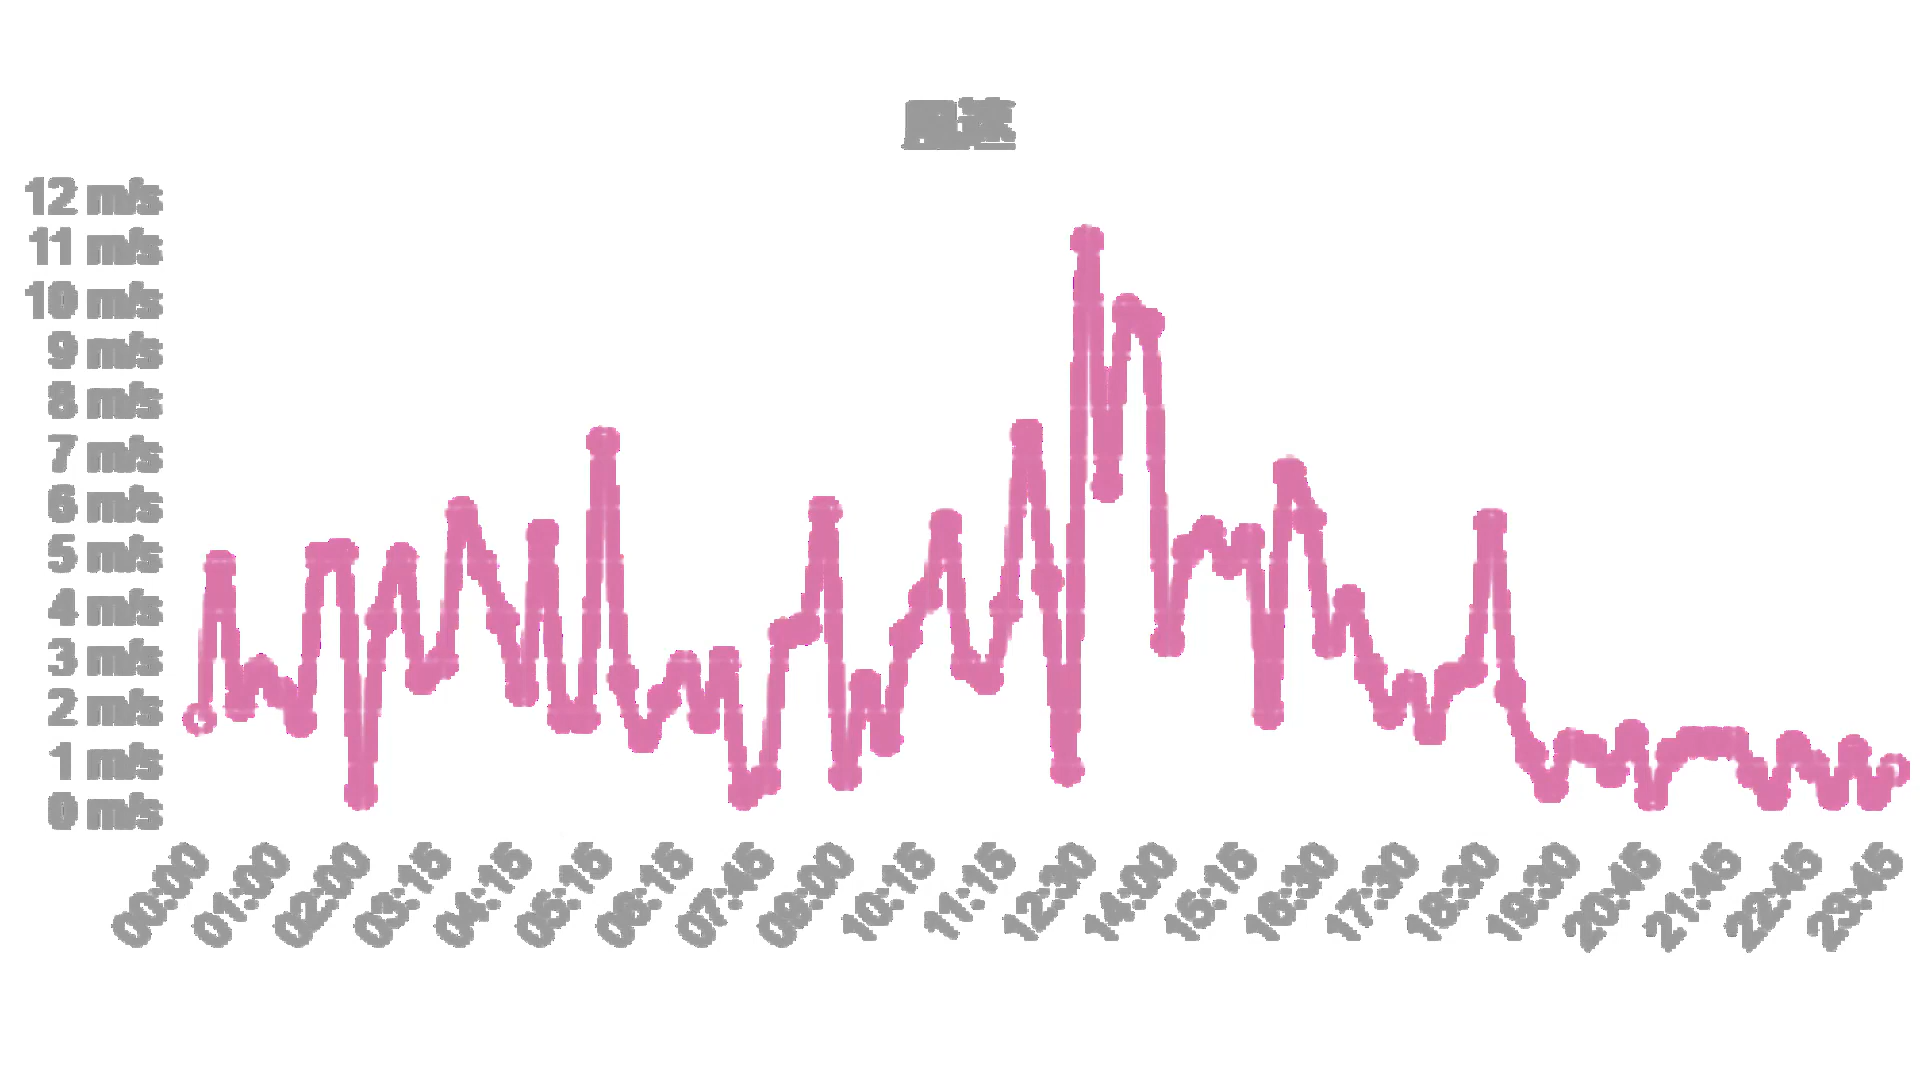 風速
12 m/s
11 m/s
10 m/s
9 m/s
8 m/s
7 m/s
6 m/s
5 m/s
4 m/s
3 m/s
2 m/s
1 m/s
0 m/s
00:00 01:00 02:00 03:15 04:15 05:15 06:15 07:45 09:00 10:15 11:15 12:30 14:00 15:15 16:30 17:30 18:30 19:30 20:45 21:45 22:45 23:45